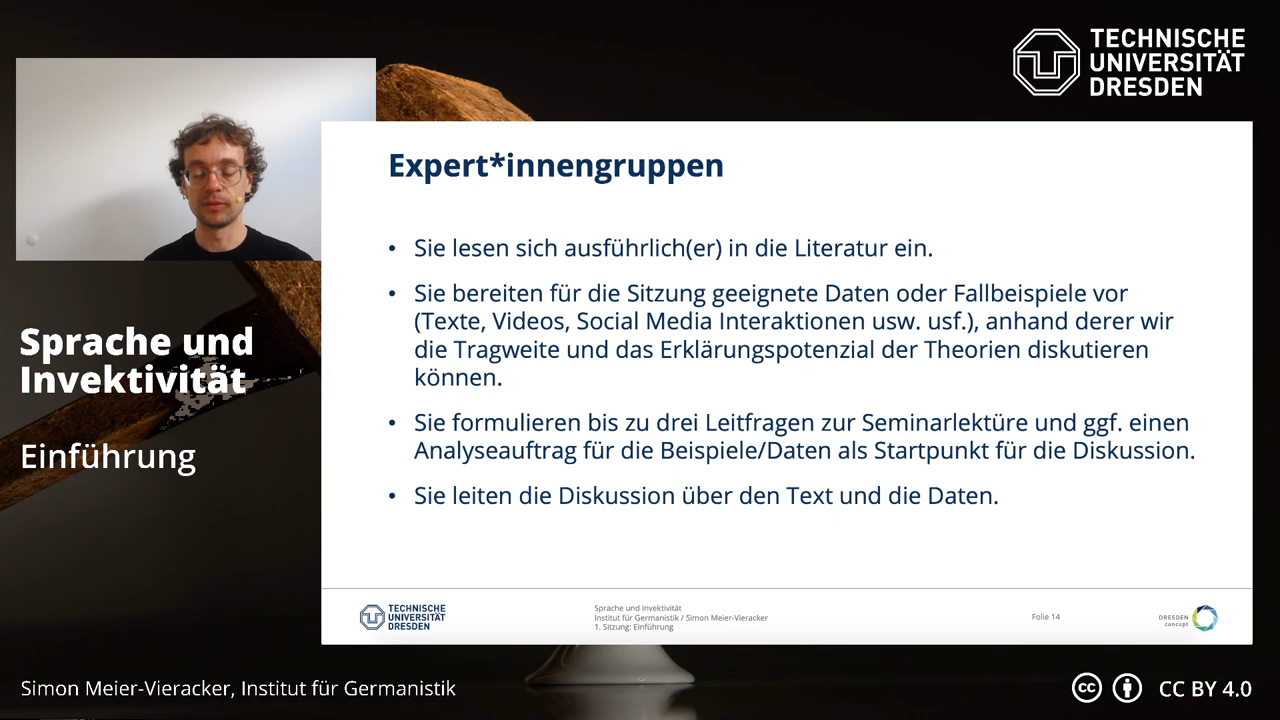 TECHNISCHE
UNIVERSITÄT
DRESDEN
Expert*innengruppen
• Sie lesen sich ausführlich(er) in die Literatur ein.
• Sie bereiten für die Sitzung geeignete Daten oder Fallbeispiele vor
(Texte, Videos, Social Media Interaktionen usw. usf.), anhand derer wir
die Tragweite und das Erklärungspotenzial der Theorien diskutieren
können.
• Sie formulieren bis zu drei Leitfragen zur Seminarlektüre und ggf. einen
Analyseauftrag für die Beispiele/Daten als Startpunkt für die Diskussion.
• Sie leiten die Diskussion über den Text und die Daten.
TECHNISCHE
UNIVERSITÄT
DRESDEN
Sprache und Invektivität
Institut für Germanistik / Simon Meier-Vieracker
1. Sitzung: Einführung
Folie 14
DRESDEN
concept
Sprache und
Invektivität
Einführung
Simon Meier-Vieracker, Institut für Germanistik
cc
CC BY 4.0